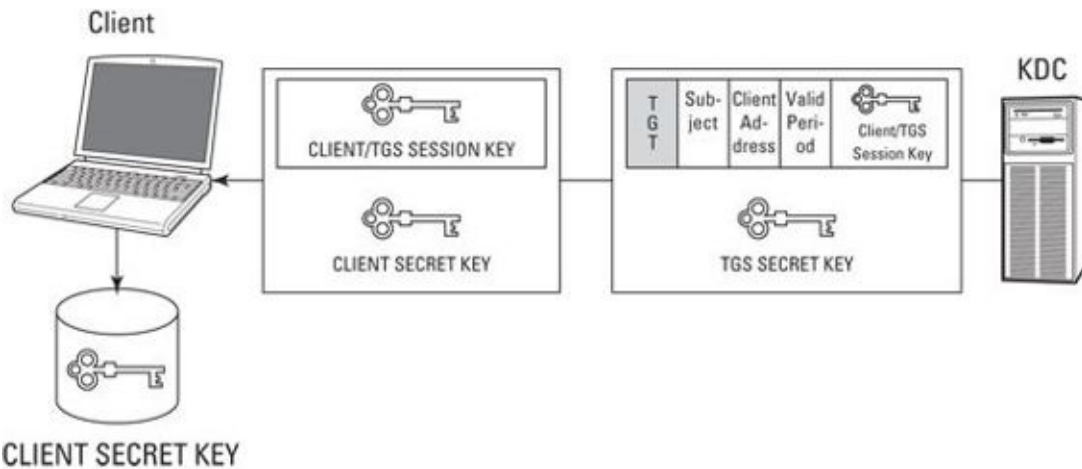 Client
CLIENT/TGS SESSION KEY
CLIENT SECRET KEY
T
G
T
Sub-
ject
Client
Ad-
dress
Valid
Peri-
od
Client/TGS
Session Key
TGS SECRET KEY
KDC
CLIENT SECRET KEY